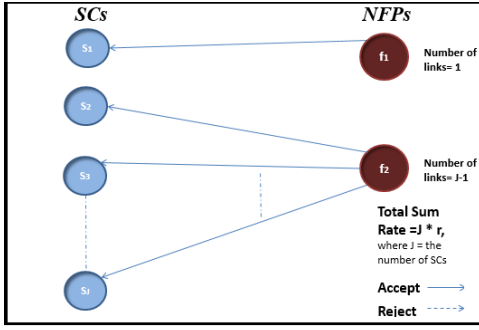 SCs NFPs
S1 f1 Number of
links= 1
S2
S3 f2 Number of
links= J-1
Total Sum
Rate =J * r,
where J = the
number of SCs
SJ Accept
Reject